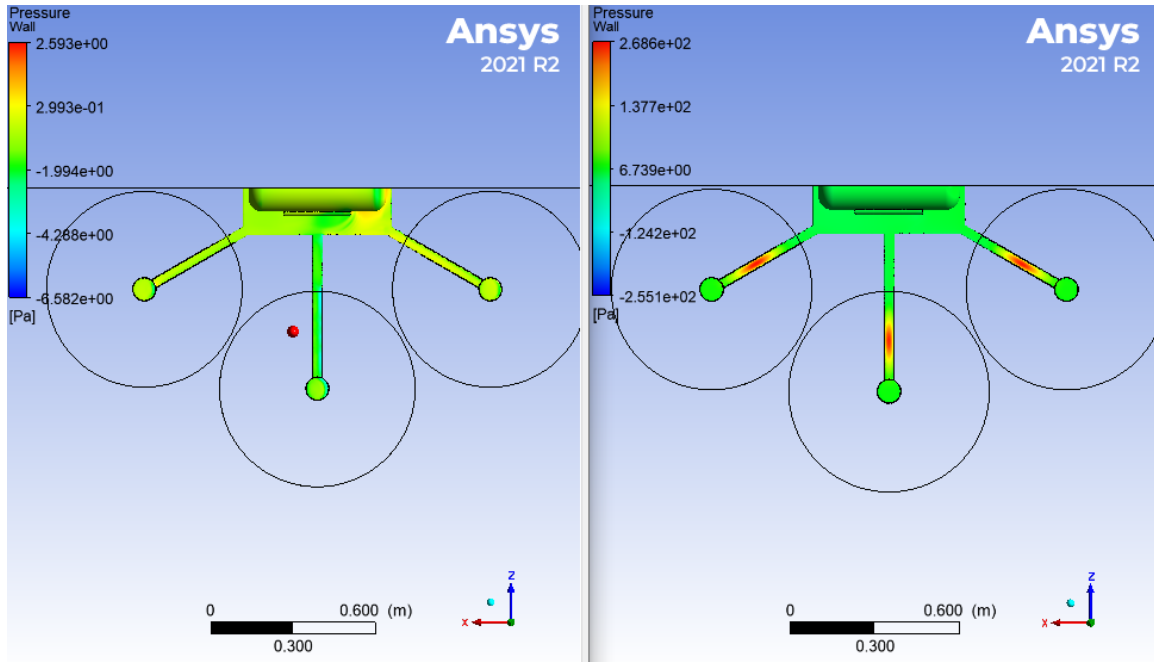 Pressure
Wall
2.593e+00
2.993e-01
-1.994e+00
-4.288e+00
-6.582e+00
[Pa]
Ansys
2021 R2
0
0.600 (m)
0.300
z
x
Pressure
Wall
2.686e+02
1.377e+02
6.739e+00
-1.242e+02
-2.551e+02
[Pa]
Ansys
2021 R2
0
0.600 (m)
0.300
z
x